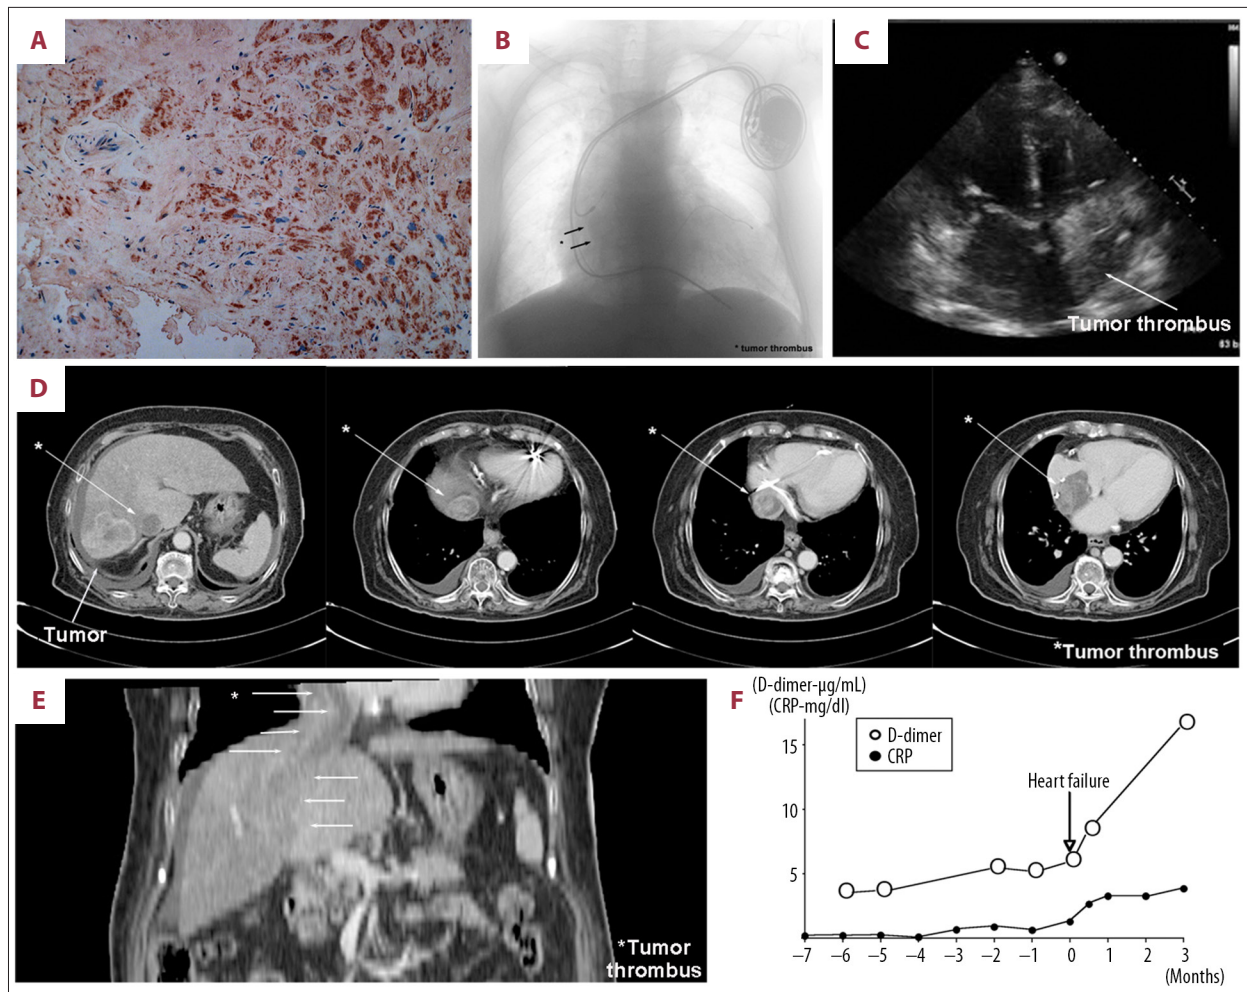 A
B
C
* tumor thrombus
Tumor thrombus
D
*
*
*
*
Tumor
*Tumor thrombus
E
*
*Tumor
thrombus
F
(D-dimer-µg/mL)
(CRP-mg/dl)
D-dimer
CRP
Heart failure
15
10
5
−7 −6 −5 −4 −3 −2 −1 0 1 2 3
(Months)